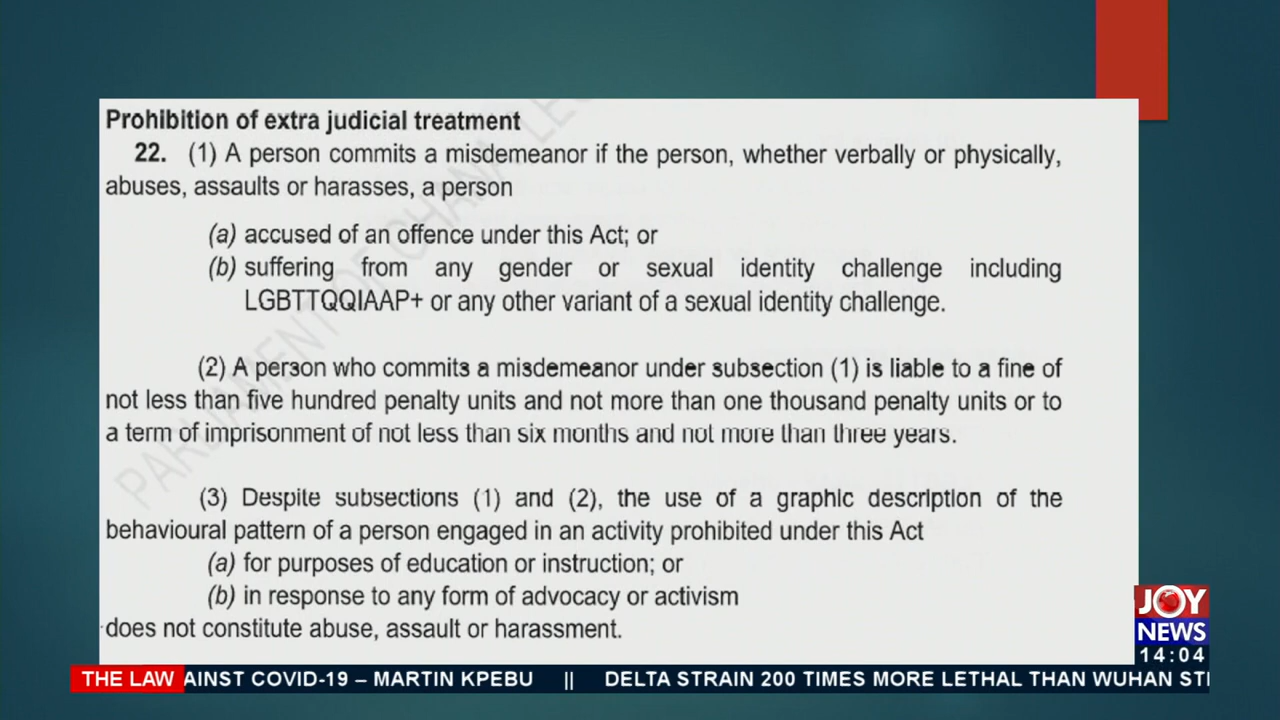 Prohibition of extra judicial treatment
22. (1) A person commits a misdemeanor if the person, whether verbally or physically,
abuses, assaults or harasses, a person
(a) accused of an offence under this Act; or
(b) suffering from any gender or sexual identity challenge including
LGBTTQQIAAP+ or any other variant of a sexual identity challenge.
(2) A person who commits a misdemeanor under subsection (1) is liable to a fine of
not less than five hundred penalty units and not more than one thousand penalty units or to
a term of imprisonment of not less than six months and not more than three years.
(3) Despite subsections (1) and (2), the use of a graphic description of the
behavioural pattern of a person engaged in an activity prohibited under this Act
(a) for purposes of education or instruction; or
(b) in response to any form of advocacy or activism
does not constitute abuse, assault or harassment.
PARLIAMENT OF GHANA
JOY
NEWS
14:04
THE LAW AINST COVID-19 – MARTIN KPEBU || DELTA STRAIN 200 TIMES MORE LETHAL THAN WUHAN